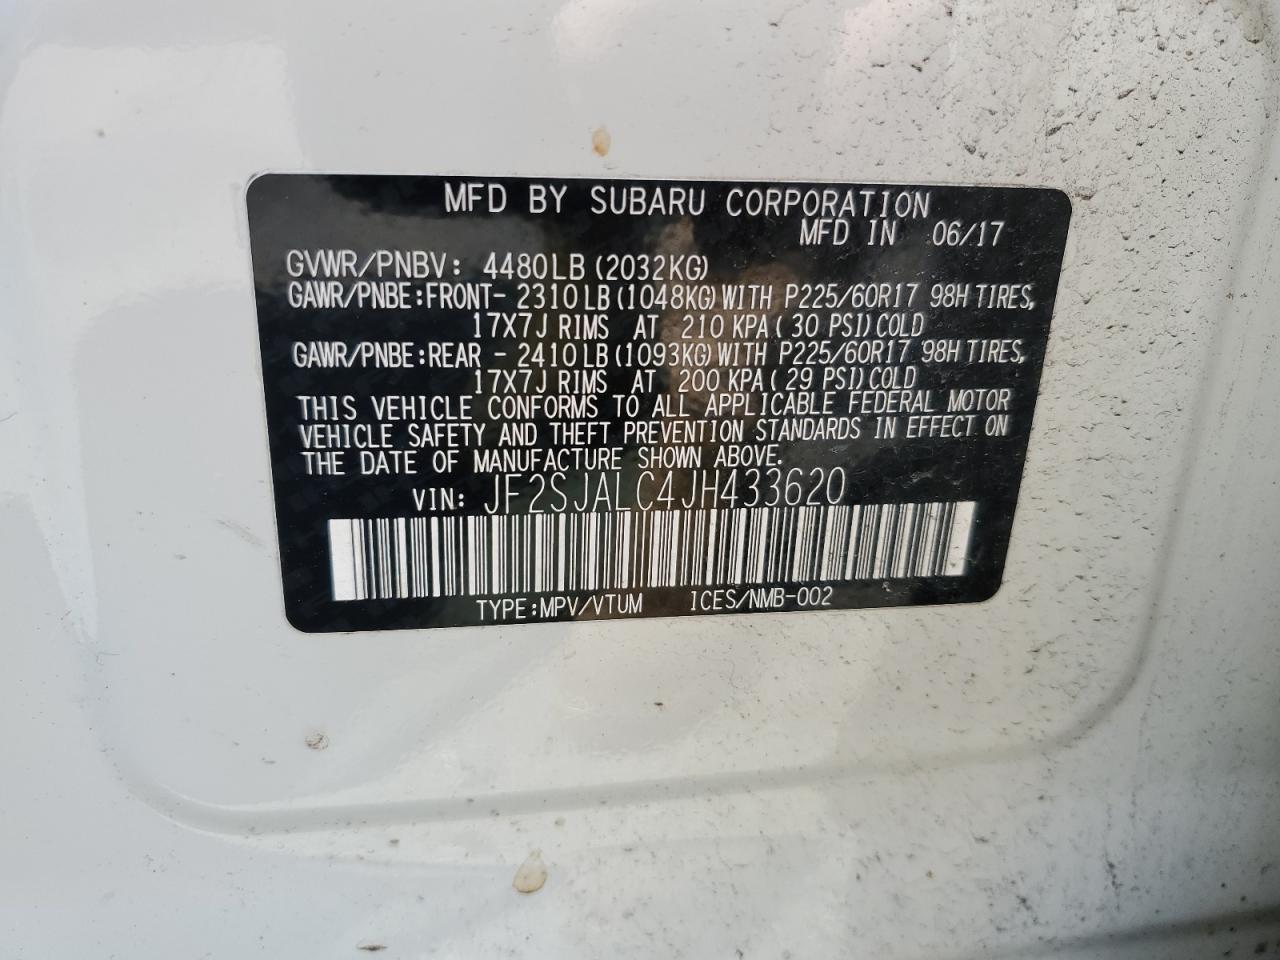 MFD BY SUBARU CORPORATION
MFD IN 06/17
GVWR/PNBV: 4480LB (2032KG)
GAWR/PNBE:FRONT- 2310LB (1048KG) WITH P225/60R17 98H TIRES,
17X7J RIMS AT 210 KPA (30 PSI) COLD
GAWR/PNBE:REAR - 2410LB (1093KG) WITH P225/60R17 98H TIRES,
17X7J RIMS AT 200 KPA (29 PSI) COLD
THIS VEHICLE CONFORMS TO ALL APPLICABLE FEDERAL MOTOR
VEHICLE SAFETY AND THEFT PREVENTION STANDARDS IN EFFECT ON
THE DATE OF MANUFACTURE SHOWN ABOVE.
VIN: JF2SJALC4JH433620
TYPE:MPV/VTUM ICES/NMB-002